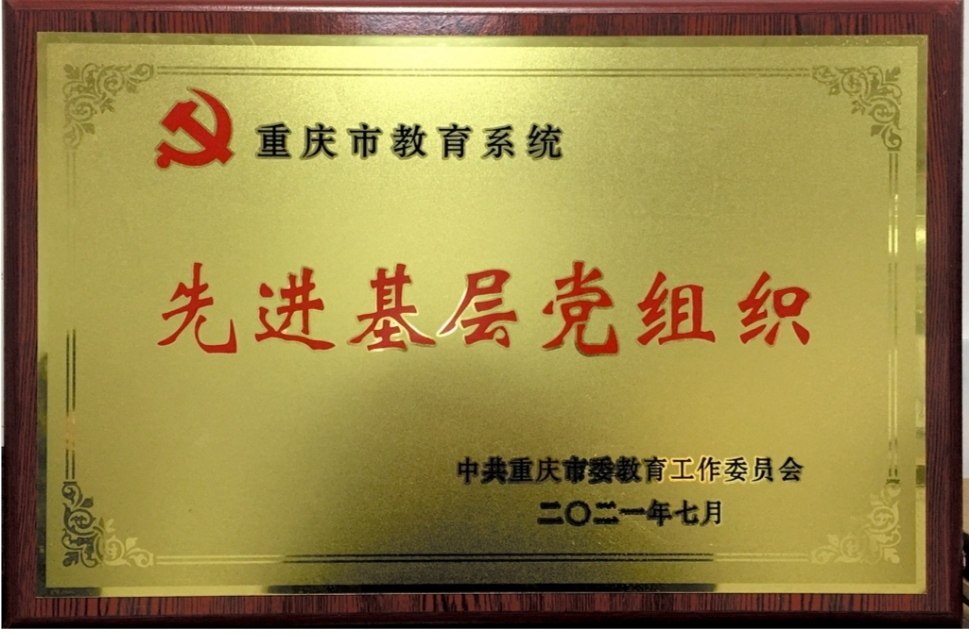 重庆市教育系统
先进基层党组织
中共重庆市委教育工作委员会
二〇二一年七月